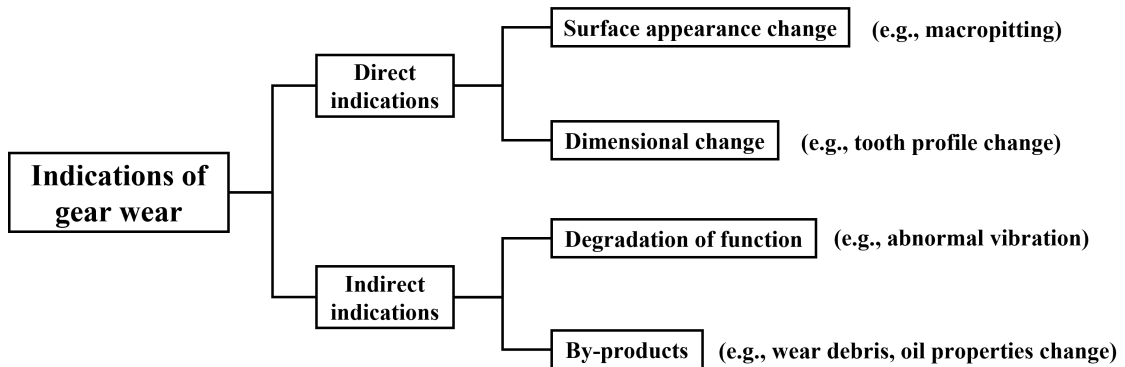 Indications of
gear wear
Direct
indications
Surface appearance change (e.g., macropitting)
Dimensional change (e.g., tooth profile change)
Indirect
indications
Degradation of function (e.g., abnormal vibration)
By-products (e.g., wear debris, oil properties change)